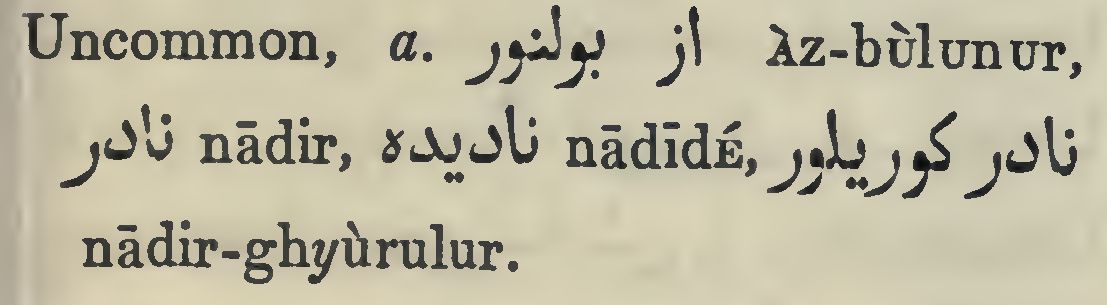 Uncommon, a. از بولنور Àz-bùlunur,
نادر nādir, نادیده nādīdÉ, نادر کوریلور
nādir-ghyùrulur.